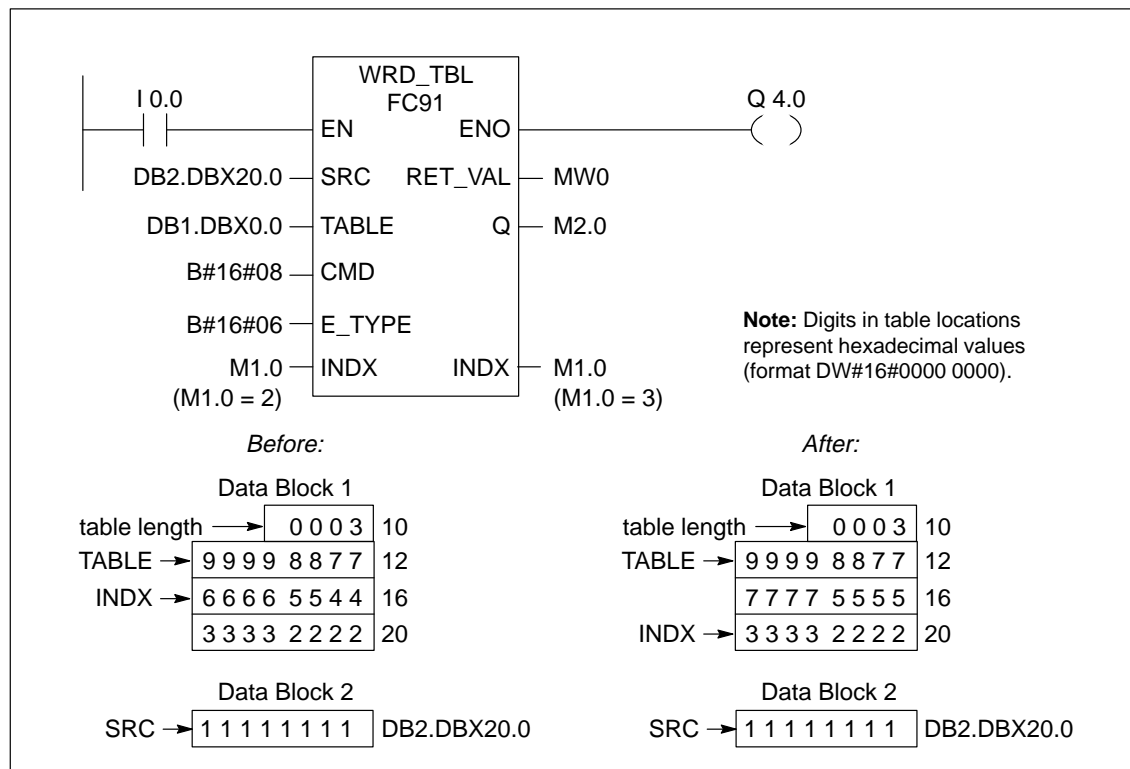 WRD_TBL
FC91
I 0.0
Q 4.0
EN ENO
DB2.DBX20.0 SRC RET_VAL MW0
DB1.DBX0.0 TABLE Q M2.0
B#16#08 CMD
B#16#06 E_TYPE
M1.0 INDX INDX M1.0
(M1.0 = 2) (M1.0 = 3)
Note: Digits in table locations
represent hexadecimal values
(format DW#16#0000 0000).
Before:
Data Block 1
table length 0 0 0 3 10
TABLE 9 9 9 9 8 8 7 7 12
INDX 6 6 6 6 5 5 4 4 16
3 3 3 3 2 2 2 2 20
Data Block 2
SRC 1 1 1 1 1 1 1 1 DB2.DBX20.0
After:
Data Block 1
table length 0 0 0 3 10
TABLE 9 9 9 9 8 8 7 7 12
7 7 7 7 5 5 5 5 16
INDX 3 3 3 3 2 2 2 2 20
Data Block 2
SRC 1 1 1 1 1 1 1 1 DB2.DBX20.0